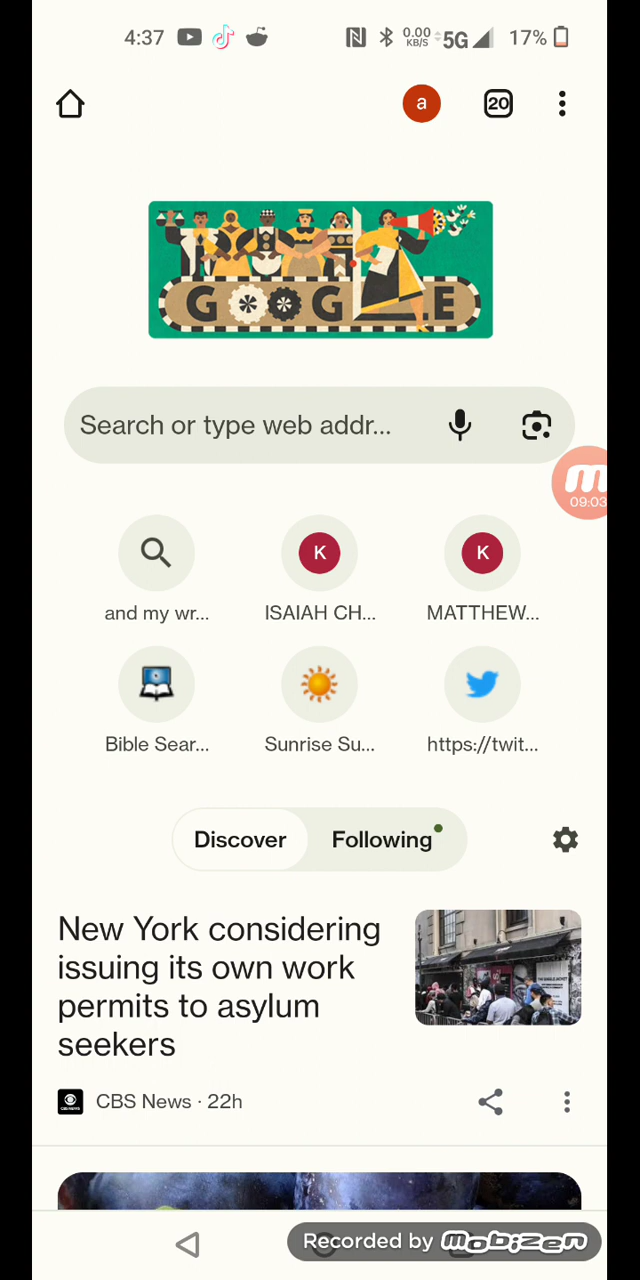 4:37
0.00
KB/S
5G
17%
a
20
GOOGLE
Search or type web addr...
09:03
and my wr...
K
ISAIAH CH...
K
MATTHEW...
Bible Sear...
Sunrise Su...
https://twit...
Discover
Following
New York considering
issuing its own work
permits to asylum
seekers
CBS News · 22h
Recorded by mobizen